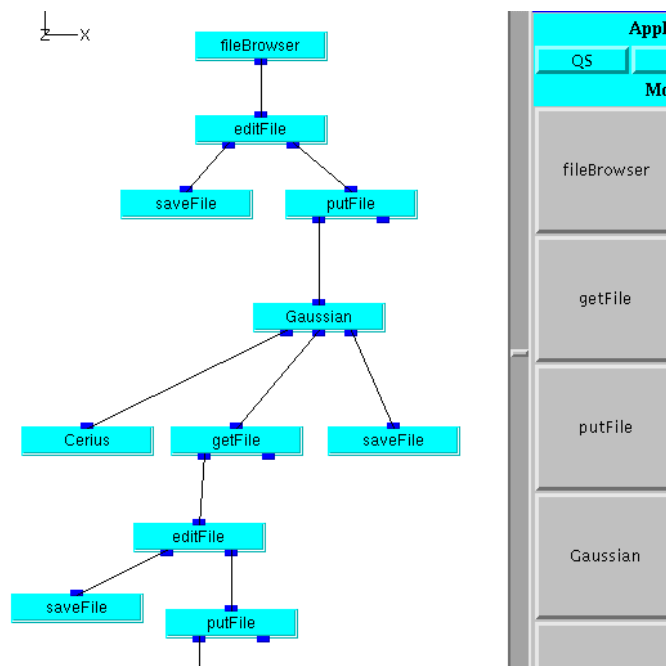 Z X
fileBrowser
editFile
saveFile putFile
Gaussian
Cerius getFile saveFile
editFile
saveFile
putFile
QS
fileBrowser
getFile
putFile
Gaussian